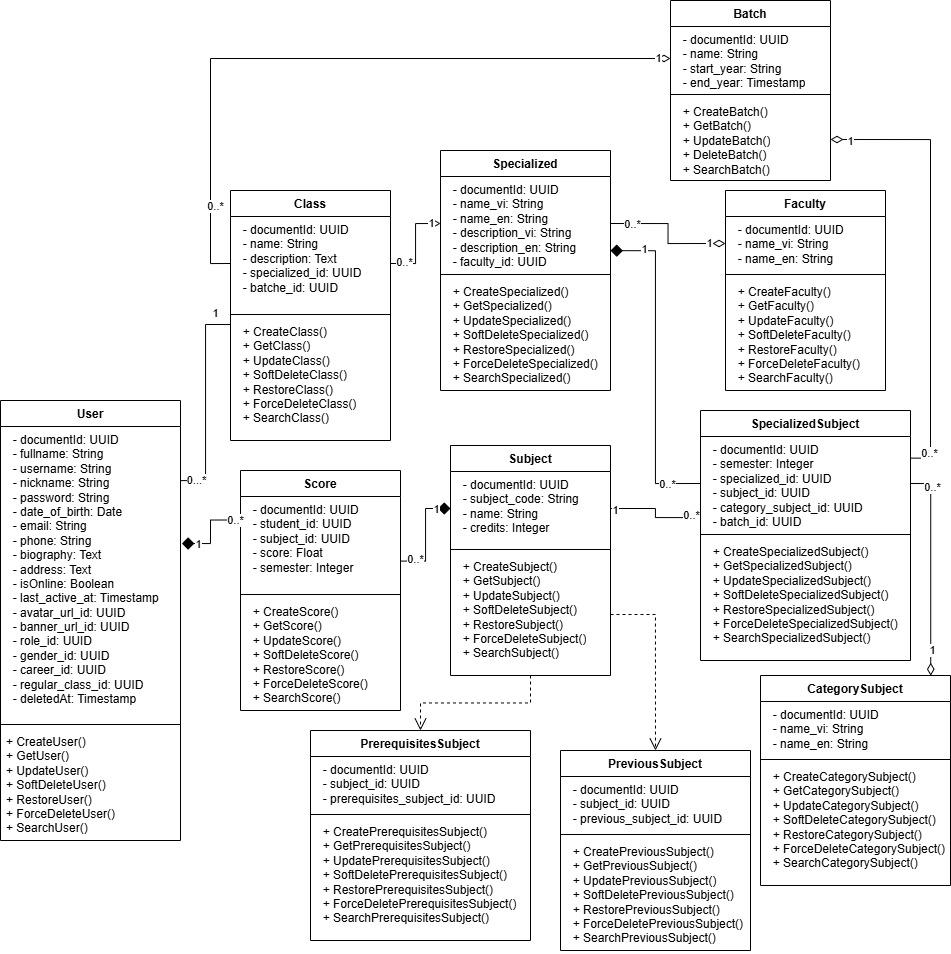 Batch
- documentId: UUID
- name: String
- start_year: String
- end_year: Timestamp
+ CreateBatch()
+ GetBatch()
+ UpdateBatch()
+ DeleteBatch()
+ SearchBatch()
1
1
0..*
Specialized
- documentId: UUID
- name_vi: String
- name_en: String
- description_vi: String
- description_en: String
- faculty_id: UUID
+ CreateSpecialized()
+ GetSpecialized()
+ UpdateSpecialized()
+ SoftDeleteSpecialized()
+ RestoreSpecialized()
+ ForceDeleteSpecialized()
+ SearchSpecialized()
0..*
1
1
Faculty
- documentId: UUID
- name_vi: String
- name_en: String
+ CreateFaculty()
+ GetFaculty()
+ UpdateFaculty()
+ SoftDeleteFaculty()
+ RestoreFaculty()
+ ForceDeleteFaculty()
+ SearchFaculty()
Class
- documentId: UUID
- name: String
- description: Text
- specialized_id: UUID
- batche_id: UUID
+ CreateClass()
+ GetClass()
+ UpdateClass()
+ SoftDeleteClass()
+ RestoreClass()
+ ForceDeleteClass()
+ SearchClass()
0..*
1
1
0...*
User
- documentId: UUID
- fullname: String
- username: String
- nickname: String
- password: String
- date_of_birth: Date
- email: String
- phone: String
- biography: Text
- address: Text
- isOnline: Boolean
- last_active_at: Timestamp
- avatar_url_id: UUID
- banner_url_id: UUID
- role_id: UUID
- gender_id: UUID
- career_id: UUID
- regular_class_id: UUID
- deletedAt: Timestamp
+ CreateUser()
+ GetUser()
+ UpdateUser()
+ SoftDeleteUser()
+ RestoreUser()
+ ForceDeleteUser()
+ SearchUser()
1
0..*
Score
- documentId: UUID
- student_id: UUID
- subject_id: UUID
- score: Float
- semester: Integer
+ CreateScore()
+ GetScore()
+ UpdateScore()
+ SoftDeleteScore()
+ RestoreScore()
+ ForceDeleteScore()
+ SearchScore()
0..*
1
Subject
- documentId: UUID
- subject_code: String
- name: String
- credits: Integer
+ CreateSubject()
+ GetSubject()
+ UpdateSubject()
+ SoftDeleteSubject()
+ RestoreSubject()
+ ForceDeleteSubject()
+ SearchSubject()
1
0..*
0..*
SpecializedSubject
- documentId: UUID
- semester: Integer
- specialized_id: UUID
- subject_id: UUID
- category_subject_id: UUID
- batch_id: UUID
+ CreateSpecializedSubject()
+ GetSpecializedSubject()
+ UpdateSpecializedSubject()
+ SoftDeleteSpecializedSubject()
+ RestoreSpecializedSubject()
+ ForceDeleteSpecializedSubject()
+ SearchSpecializedSubject()
0..*
0..*
1
PrerequisitesSubject
- documentId: UUID
- subject_id: UUID
- prerequisites_subject_id: UUID
+ CreatePrerequisitesSubject()
+ GetPrerequisitesSubject()
+ UpdatePrerequisitesSubject()
+ SoftDeletePrerequisitesSubject()
+ RestorePrerequisitesSubject()
+ ForceDeletePrerequisitesSubject()
+ SearchPrerequisitesSubject()
PreviousSubject
- documentId: UUID
- subject_id: UUID
- previous_subject_id: UUID
+ CreatePreviousSubject()
+ GetPreviousSubject()
+ UpdatePreviousSubject()
+ SoftDeletePreviousSubject()
+ RestorePreviousSubject()
+ ForceDeletePreviousSubject()
+ SearchPreviousSubject()
CategorySubject
- documentId: UUID
- name_vi: String
- name_en: String
+ CreateCategorySubject()
+ GetCategorySubject()
+ UpdateCategorySubject()
+ SoftDeleteCategorySubject()
+ RestoreCategorySubject()
+ ForceDeleteCategorySubject()
+ SearchCategorySubject()